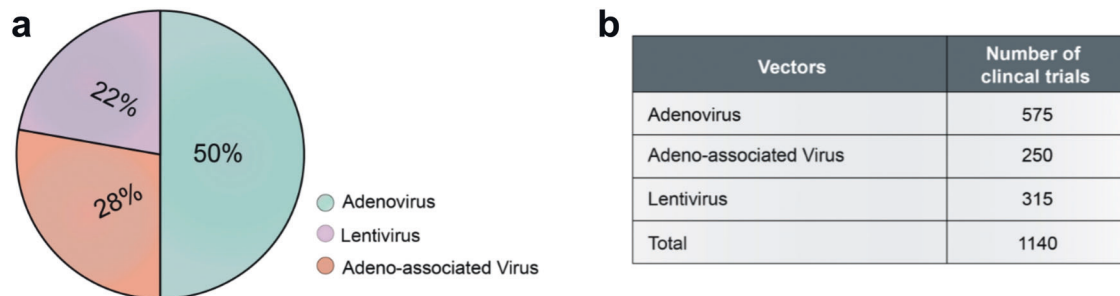 a
22%
50%
28%
Adenovirus
Lentivirus
Adeno-associated Virus
b
Vectors
Number of
clincal trials
Adenovirus 575
Adeno-associated Virus 250
Lentivirus 315
Total 1140